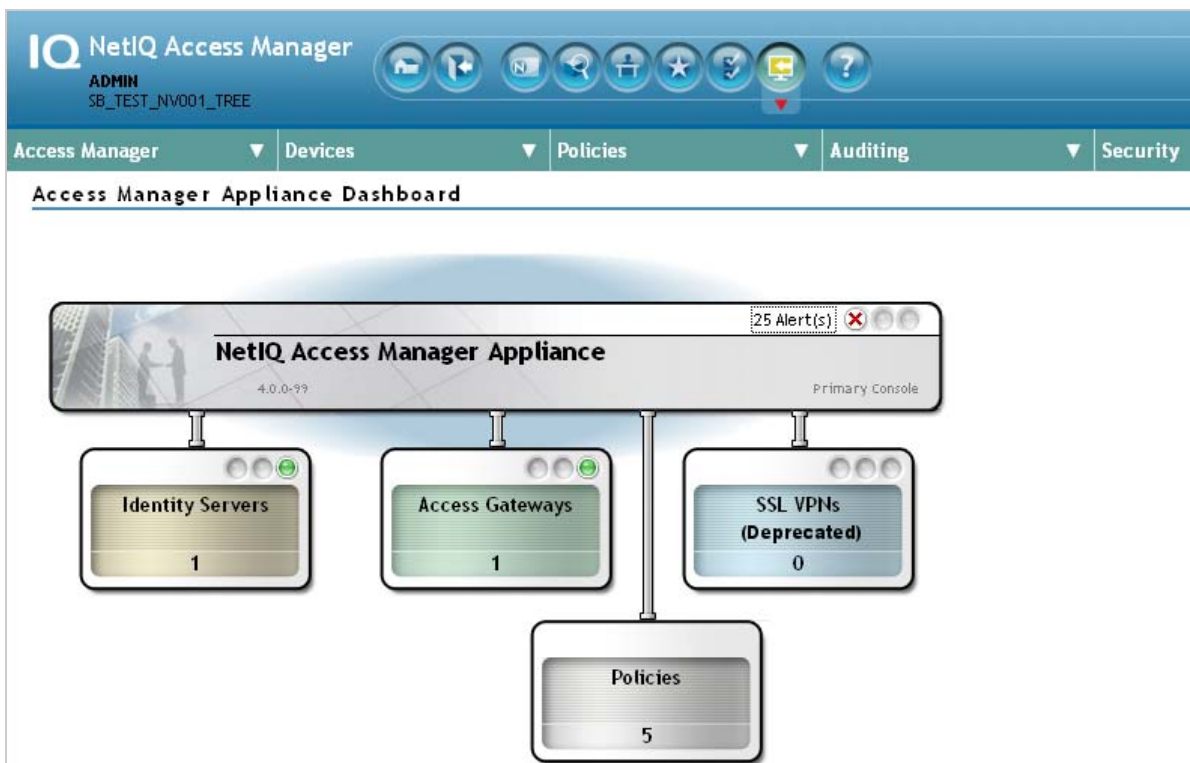 IQ NetIQ Access Manager
ADMIN
SB_TEST_NV001_TREE
N
?
Access Manager Devices Policies Auditing Security
Access Manager Appliance Dashboard
25 Alert(s)
NetIQ Access Manager Appliance
4.0.0-99 Primary Console
Identity Servers
1
Access Gateways
1
SSL VPNs
(Deprecated)
0
Policies
5